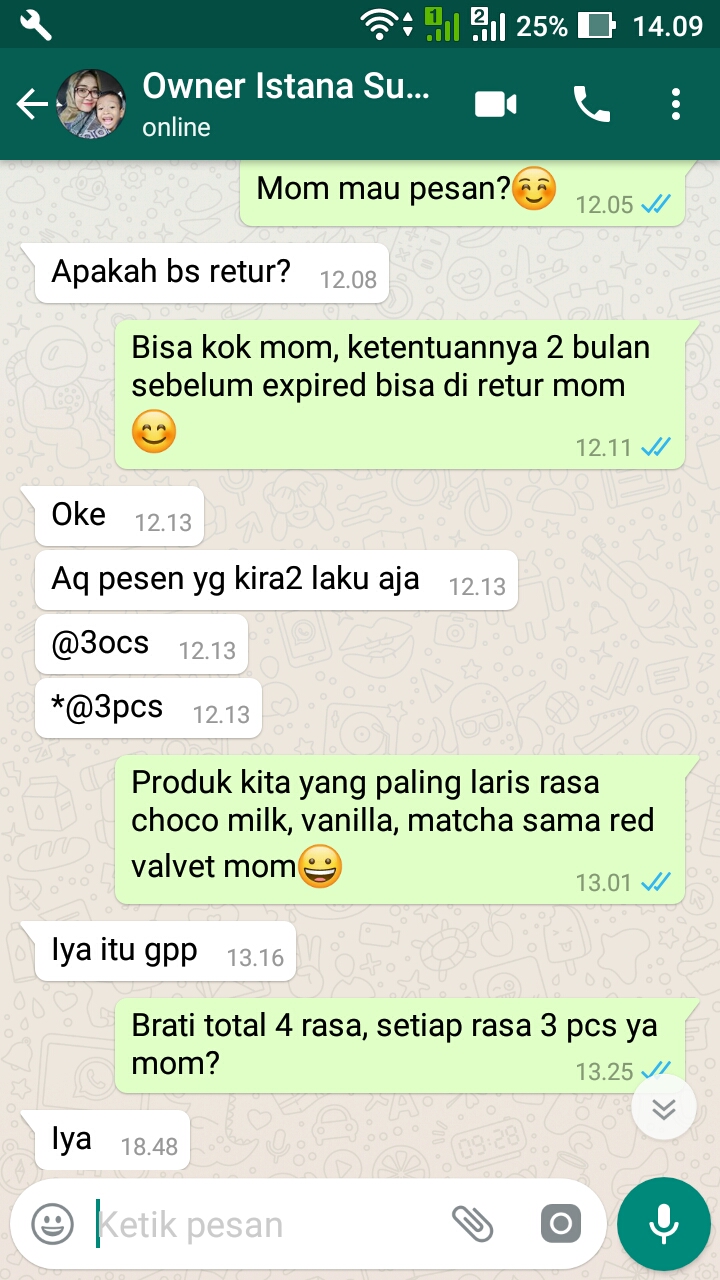 1 2 25% 14.09
Owner Istana Su...
online
Mom mau pesan?😊 12.05
Apakah bs retur? 12.08
Bisa kok mom, ketentuannya 2 bulan
sebelum expired bisa di retur mom
😊 12.11
Oke 12.13
Aq pesen yg kira2 laku aja 12.13
@3ocs 12.13
*@3pcs 12.13
Produk kita yang paling laris rasa
choco milk, vanilla, matcha sama red
valvet mom😀 13.01
Iya itu gpp 13.16
Brati total 4 rasa, setiap rasa 3 pcs ya
mom? 13.25
Iya 18.48
Ketik pesan